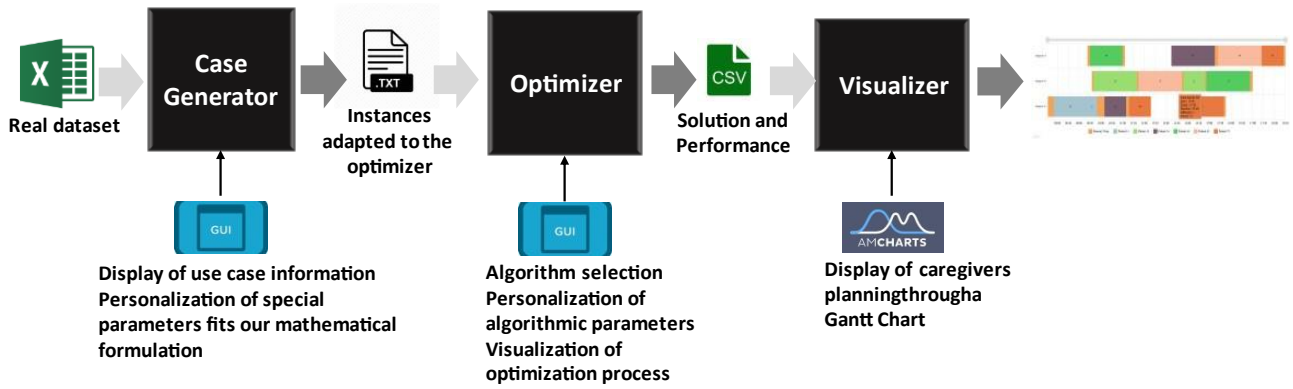 X
Real dataset
Case
Generator
.TXT
Instances
adapted to the
optimizer
Optimizer
CSV
Solution and
Performance
Visualizer
GUI
Display of use case information
Personalization of special
parameters fits our mathematical
formulation
GUI
Algorithm selection
Personalization of
algorithmic parameters
Visualization of
optimization process
AMCHARTS
Display of caregivers
planningthrougha
Gantt Chart